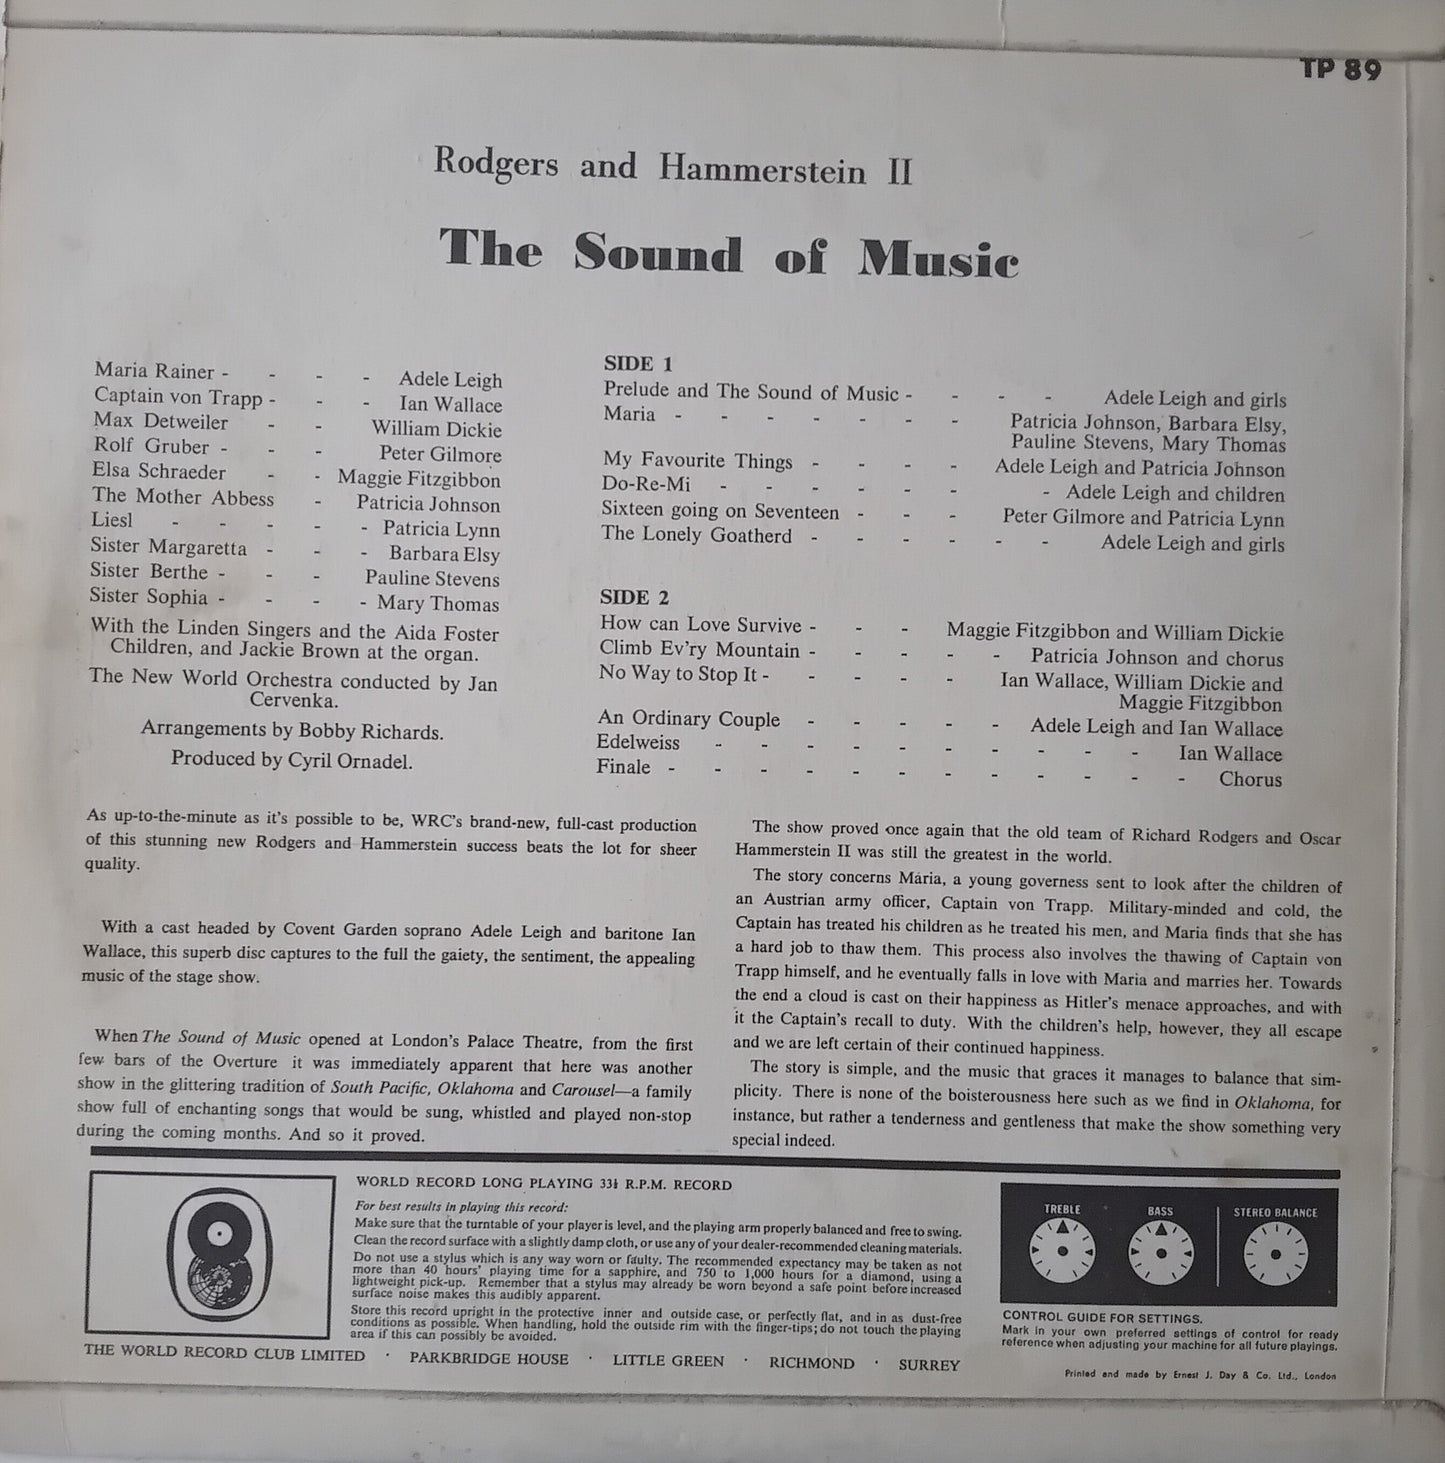 TP 89
Rodgers and Hammerstein II
The Sound of Music
Maria Rainer - - - - Adele Leigh
Captain von Trapp - - - Ian Wallace
Max Detweiler - - William Dickie
Rolf Gruber - - - Peter Gilmore
Elsa Schraeder - - Maggie Fitzgibbon
The Mother Abbess - Patricia Johnson
Liesl - - - - - Patricia Lynn
Sister Margaretta - - - Barbara Elsy
Sister Berthe - - - Pauline Stevens
Sister Sophia - - - - Mary Thomas
With the Linden Singers and the Aida Foster
Children, and Jackie Brown at the organ.
The New World Orchestra conducted by Jan
Cervenka.
Arrangements by Bobby Richards.
Produced by Cyril Ornadel.
SIDE 1
Prelude and The Sound of Music - - - - Adele Leigh and girls
Maria - - - - - - - Patricia Johnson, Barbara Elsy,
Pauline Stevens, Mary Thomas
My Favourite Things - - - - Adele Leigh and Patricia Johnson
Do-Re-Mi - - - - - - - Adele Leigh and children
Sixteen going on Seventeen - - - Peter Gilmore and Patricia Lynn
The Lonely Goatherd - - - - - - Adele Leigh and girls
SIDE 2
How can Love Survive - - - Maggie Fitzgibbon and William Dickie
Climb Ev'ry Mountain - - - - - Patricia Johnson and chorus
No Way to Stop It - - - - - Ian Wallace, William Dickie and
Maggie Fitzgibbon
An Ordinary Couple - - - - - Adele Leigh and Ian Wallace
Edelweiss - - - - - - - - - - Ian Wallace
Finale - - - - - - - - - - - - Chorus
As up-to-the-minute as it's possible to be, WRC's brand-new, full-cast production
of this stunning new Rodgers and Hammerstein success beats the lot for sheer
quality.
With a cast headed by Covent Garden soprano Adele Leigh and baritone Ian
Wallace, this superb disc captures to the full the gaiety, the sentiment, the appealing
music of the stage show.
When The Sound of Music opened at London's Palace Theatre, from the first
few bars of the Overture it was immediately apparent that here was another
show in the glittering tradition of South Pacific, Oklahoma and Carousel—a family
show full of enchanting songs that would be sung, whistled and played non-stop
during the coming months. And so it proved.
The show proved once again that the old team of Richard Rodgers and Oscar
Hammerstein II was still the greatest in the world.
The story concerns Maria, a young governess sent to look after the children of
an Austrian army officer, Captain von Trapp. Military-minded and cold, the
Captain has treated his children as he treated his men, and Maria finds that she has
a hard job to thaw them. This process also involves the thawing of Captain von
Trapp himself, and he eventually falls in love with Maria and marries her. Towards
the end a cloud is cast on their happiness as Hitler's menace approaches, and with
it the Captain's recall to duty. With the children's help, however, they all escape
and we are left certain of their continued happiness.
The story is simple, and the music that graces it manages to balance that sim-
plicity. There is none of the boisterousness here such as we find in Oklahoma, for
instance, but rather a tenderness and gentleness that make the show something very
special indeed.
WORLD RECORD LONG PLAYING 33⅓ R.P.M. RECORD
For best results in playing this record:
Make sure that the turntable of your player is level, and the playing arm properly balanced and free to swing.
Clean the record surface with a slightly damp cloth, or use any of your dealer-recommended cleaning materials.
Do not use a stylus which is any way worn or faulty. The recommended expectancy may be taken as not
more than 40 hours' playing time for a sapphire, and 750 to 1,000 hours for a diamond, using a
lightweight pick-up. Remember that a stylus may already be worn beyond a safe point before increased
surface noise makes this audibly apparent.
Store this record upright in the protective inner and outside case, or perfectly flat, and in as dust-free
conditions as possible. When handling, hold the outside rim with the finger-tips; do not touch the playing
area if this can possibly be avoided.
THE WORLD RECORD CLUB LIMITED · PARKBRIDGE HOUSE · LITTLE GREEN · RICHMOND · SURREY
TREBLE BASS STEREO BALANCE
CONTROL GUIDE FOR SETTINGS.
Mark in your own preferred settings of control for ready
reference when adjusting your machine for all future playings.
Printed and made by Ernest J. Day & Co. Ltd., London